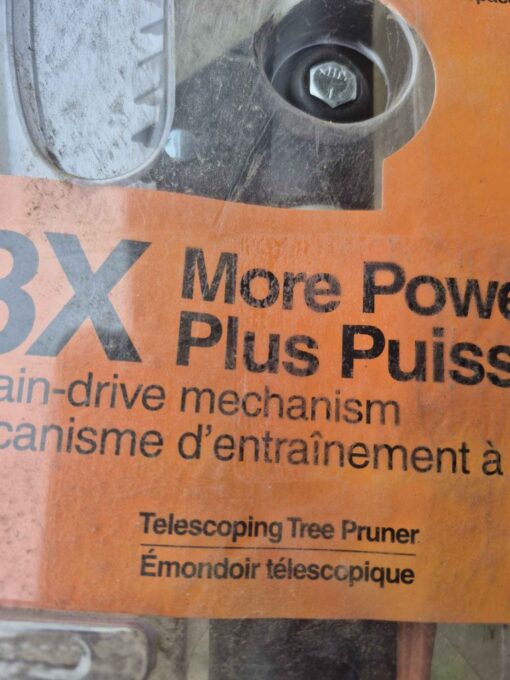 3X More Powe
Plus Puiss
ain-drive mechanism
canisme d'entraînement à
Telescoping Tree Pruner
Émondoir télescopique